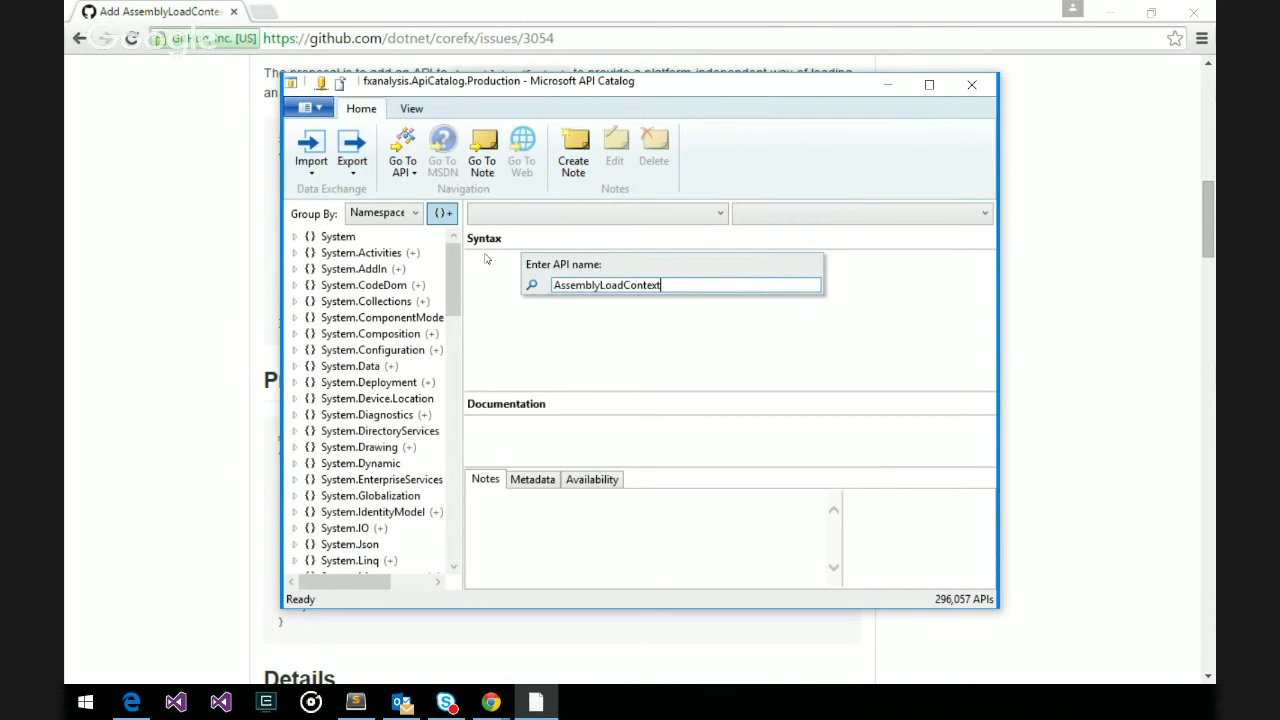 Add AssemblyLoadConte
Google
GitHub, Inc. [US] https://github.com/dotnet/corefx/issues/3054
fxanalysis.ApiCatalog.Production - Microsoft API Catalog
Home View
Import
Export
Go To API
Go To MSDN
Go To Note
Go To Web
Create Note
Edit
Delete
Data Exchange
Navigation
Notes
Group By: Namespace {}+
{} System
{} System.Activities (+)
{} System.AddIn (+)
{} System.CodeDom (+)
{} System.Collections (+)
{} System.ComponentMode
{} System.Composition (+)
{} System.Configuration (+)
{} System.Data (+)
{} System.Deployment (+)
{} System.Device.Location
{} System.Diagnostics (+)
{} System.DirectoryServices
{} System.Drawing (+)
{} System.Dynamic
{} System.EnterpriseServices
{} System.Globalization
{} System.IdentityModel (+)
{} System.IO (+)
{} System.Json
{} System.Linq (+)
Syntax
Enter API name:
AssemblyLoadContext
Documentation
Notes Metadata Availability
Ready
296,057 APIs
}
Details